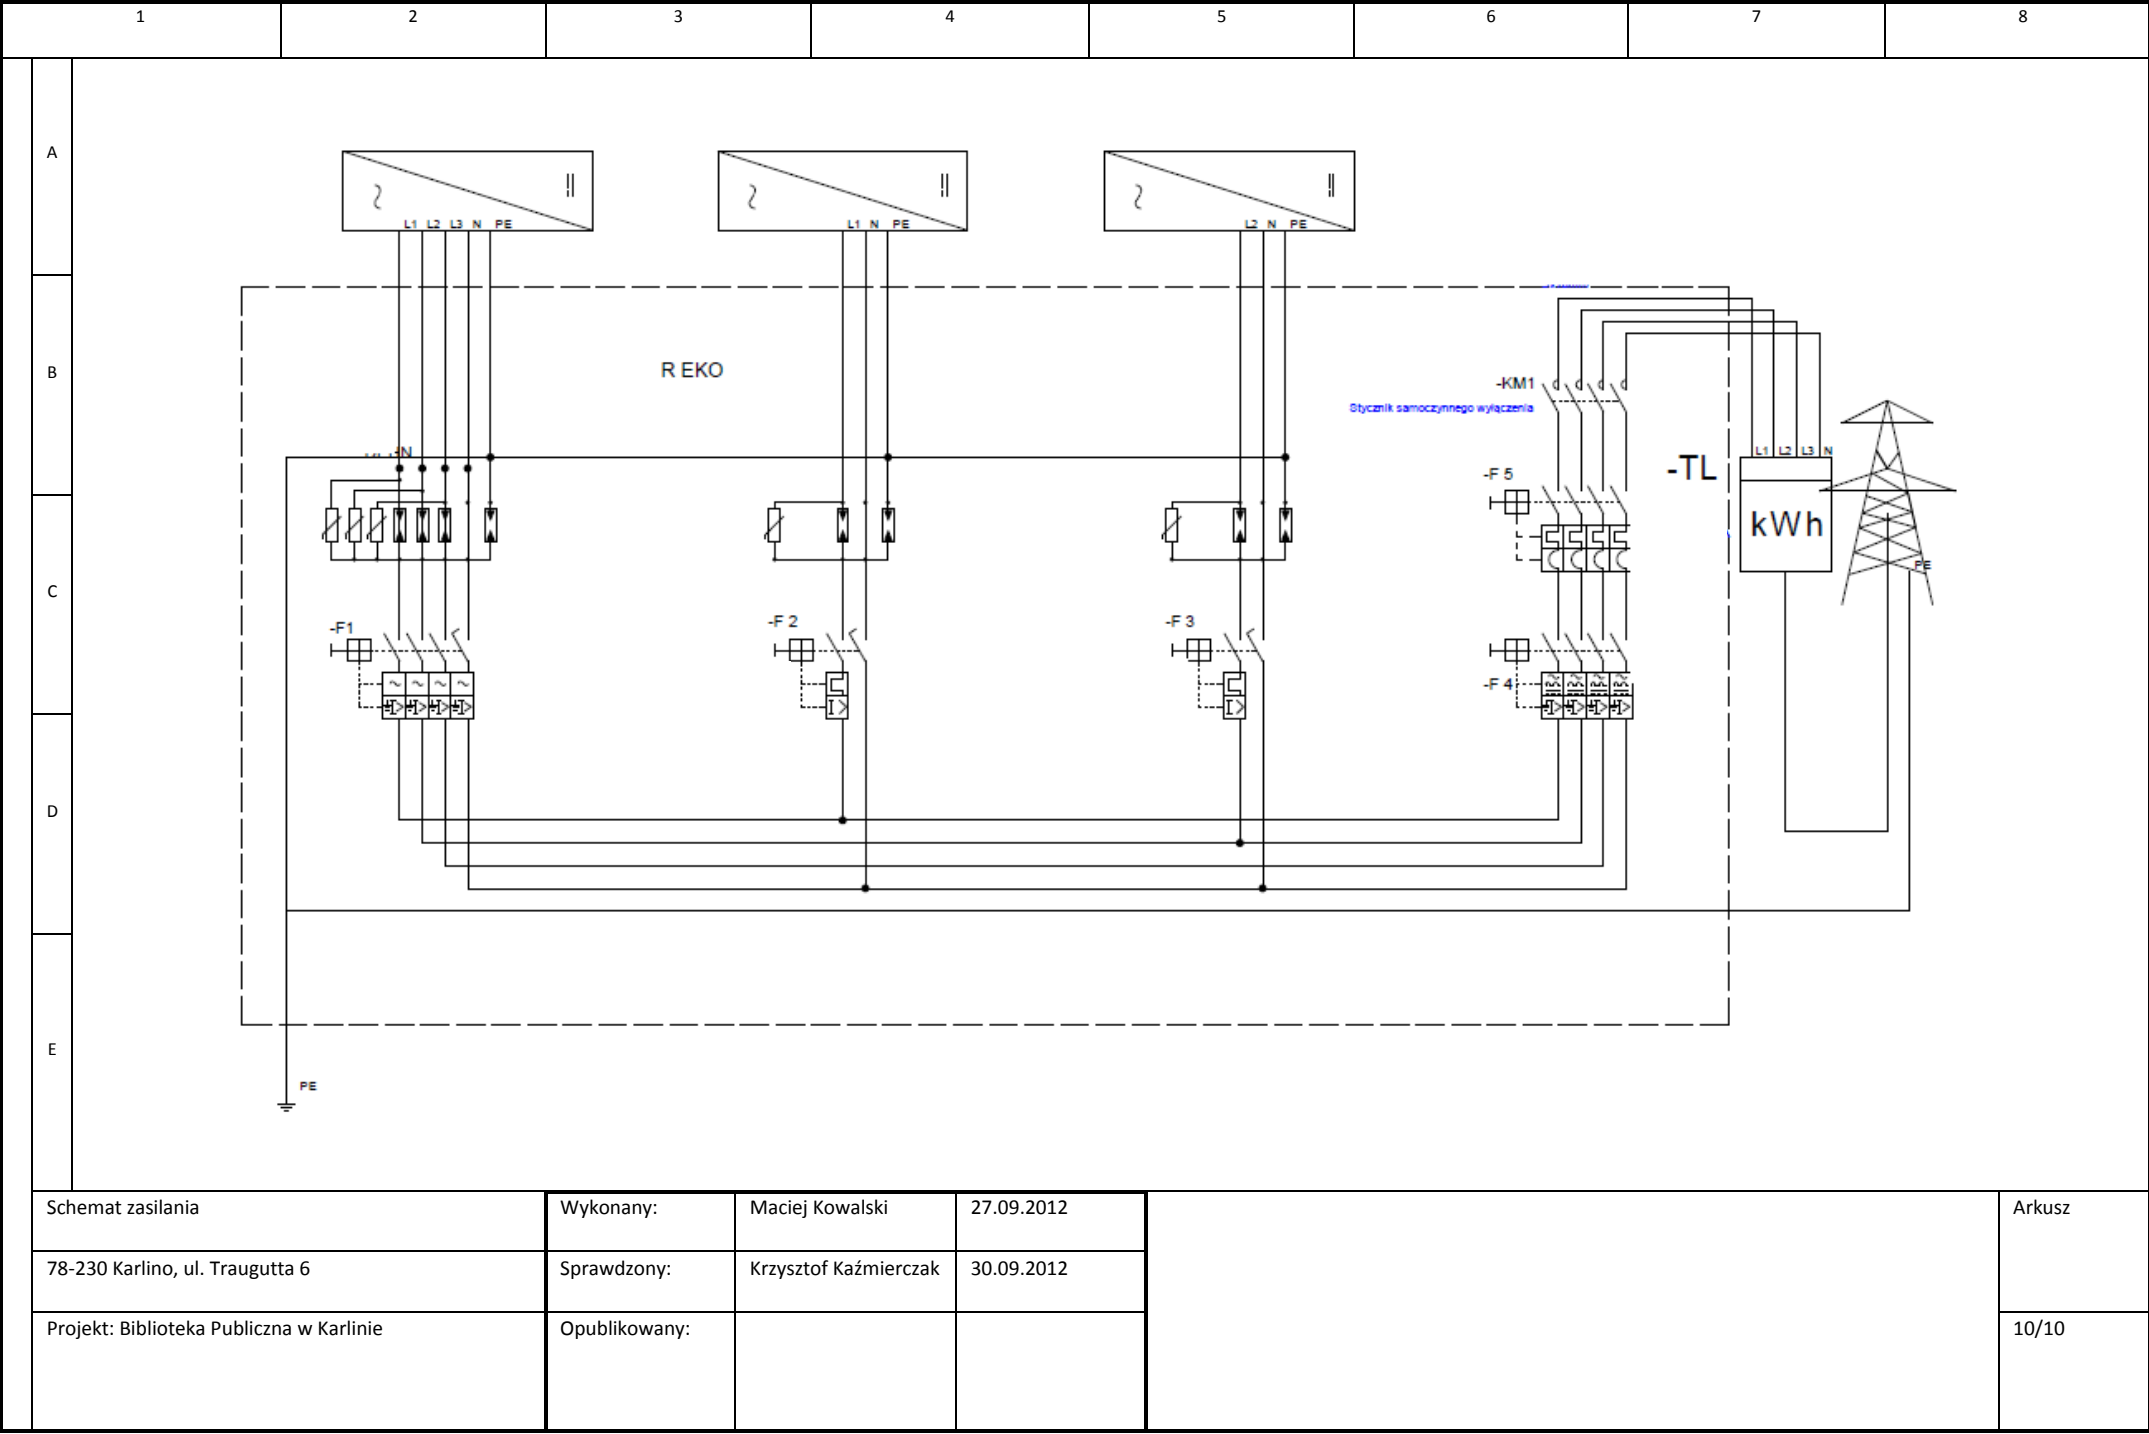 1 2 3 4 5 6 7 8
A
L1 L2 L3 N PE
L1 N PE
L2 N PE
B
R EKO
-KM1
Stycznik samoczynnego wyłączenia
-N
-F 5
-TL
L1 L2 L3 N
kWh
PE
C
-F1
-F 2
-F 3
-F 4
~ ~ ~ ~
I> I> I> I>
I>
I>
I> I> I> I>
D
E
PE
Schemat zasilania
78-230 Karlino, ul. Traugutta 6
Projekt: Biblioteka Publiczna w Karlinie
Wykonany: Maciej Kowalski 27.09.2012
Sprawdzony: Krzysztof Kaźmierczak 30.09.2012
Opublikowany:
Arkusz
10/10